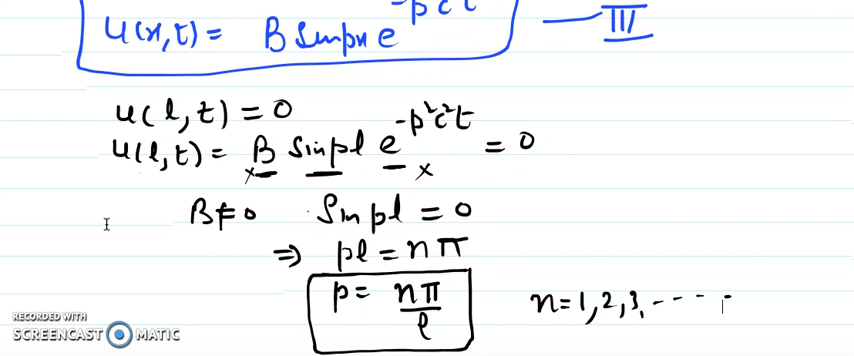 u(x,t) = B sin px e^{-p²c²t} — III
u(l,t) = 0
u(l,t) = B sin pl e^{-p²c²t} = 0
x x
B ≠ 0 Sin pl = 0
⇒ pl = nπ
p = nπ/l n = 1, 2, 3, - - - -
RECORDED WITH
SCREENCAST MATIC